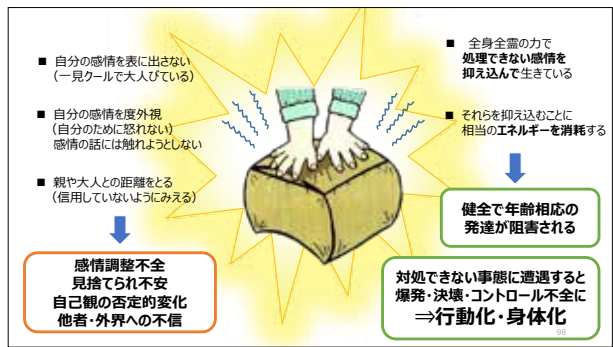 ■ 自分の感情を表に出さない
(一見クールで大人びている)
■ 自分の感情を度外視
(自分のために怒れない)
感情の話には触れようとしない
■ 親や大人との距離をとる
(信用していないようにみえる)
感情調整不全
見捨てられ不安
自己観の否定的変化
他者・外界への不信
■ 全身全霊の力で
処理できない感情を
抑え込んで生きている
■ それらを抑え込むことに
相当のエネルギーを消耗する
健全で年齢相応の
発達が阻害される
対処できない事態に遭遇すると
爆発・決壊・コントロール不全に
⇒行動化・身体化
98